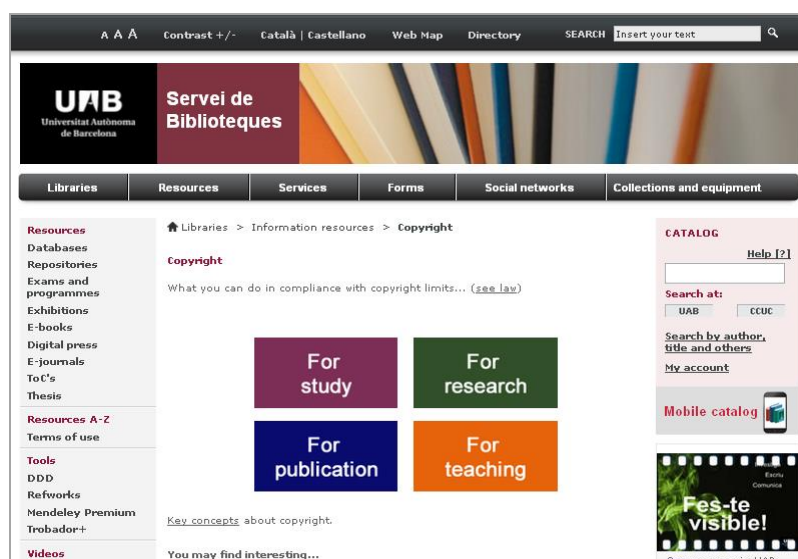 A A A Contrast +/- Català | Castellano Web Map Directory SEARCH Insert your text
UAB
Universitat Autònoma
de Barcelona
Servei de
Biblioteques
Libraries Resources Services Forms Social networks Collections and equipment
Resources
Databases
Repositories
Exams and
programmes
Exhibitions
E-books
Digital press
E-journals
ToC's
Thesis
Resources A-Z
Terms of use
Tools
DDD
Refworks
Mendeley Premium
Trobador+
Videos
Libraries > Information resources > Copyright
Copyright
What you can do in compliance with copyright limits... (see law)
For
study
For
research
For
publication
For
teaching
Key concepts about copyright.
You may find interesting...
CATALOG
Help [?]
Search at:
UAB CCUC
Search by author,
title and others
My account
Mobile catalog
Escriu
Comunica
Fes-te
visible!